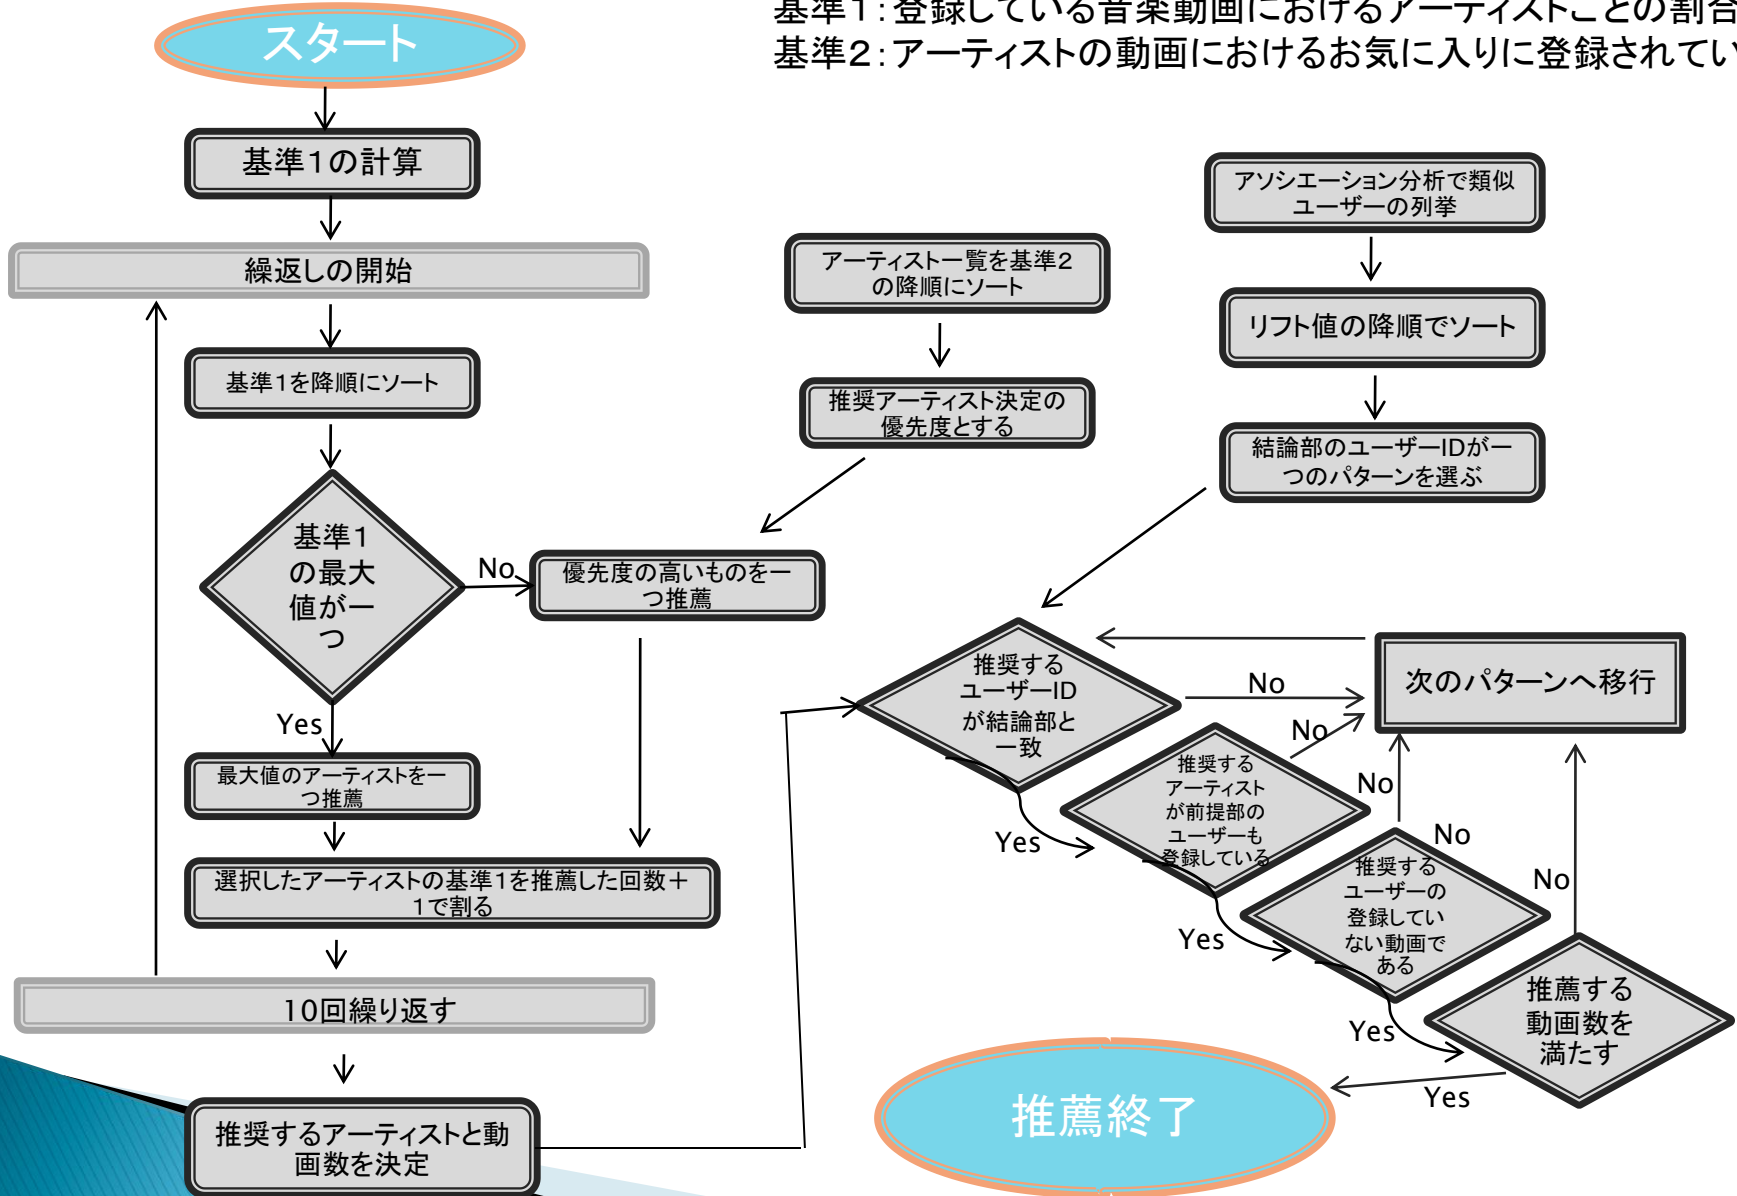 基準１：登録している音楽動画におけるアーティストごとの割合
基準２：アーティストの動画におけるお気に入りに登録されてい
スタート
基準１の計算
繰返しの開始
基準１を降順にソート
基準１
の最大
値が一
つ
No
Yes
最大値のアーティストを一
つ推薦
優先度の高いものを一
つ推薦
選択したアーティストの基準１を推薦した回数＋
１で割る
10回繰り返す
推奨するアーティストと動
画数を決定
アーティスト一覧を基準２
の降順にソート
推奨アーティスト決定の
優先度とする
アソシエーション分析で類似
ユーザーの列挙
リフト値の降順でソート
結論部のユーザーIDが一
つのパターンを選ぶ
推奨する
ユーザーID
が結論部と
一致
No
Yes
次のパターンへ移行
推奨する
アーティスト
が前提部の
ユーザーも
登録している
No
Yes
推奨する
ユーザーの
登録してい
ない動画で
ある
No
No
Yes
推薦する
動画数を
満たす
No
Yes
推薦終了